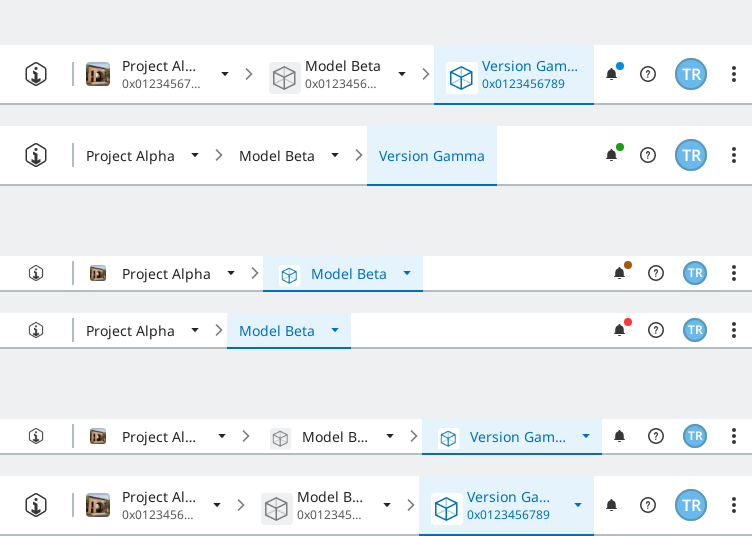 Project Al... Model Beta Version Gam... TR
0x01234567... 0x0123456... 0x0123456789
Project Alpha Model Beta Version Gamma TR
Project Alpha Model Beta TR
Project Alpha Model Beta TR
Project Al... Model B... Version Gam... TR
Project Al... Model B... Version Ga... TR
0x0123456... 0x012345... 0x0123456789